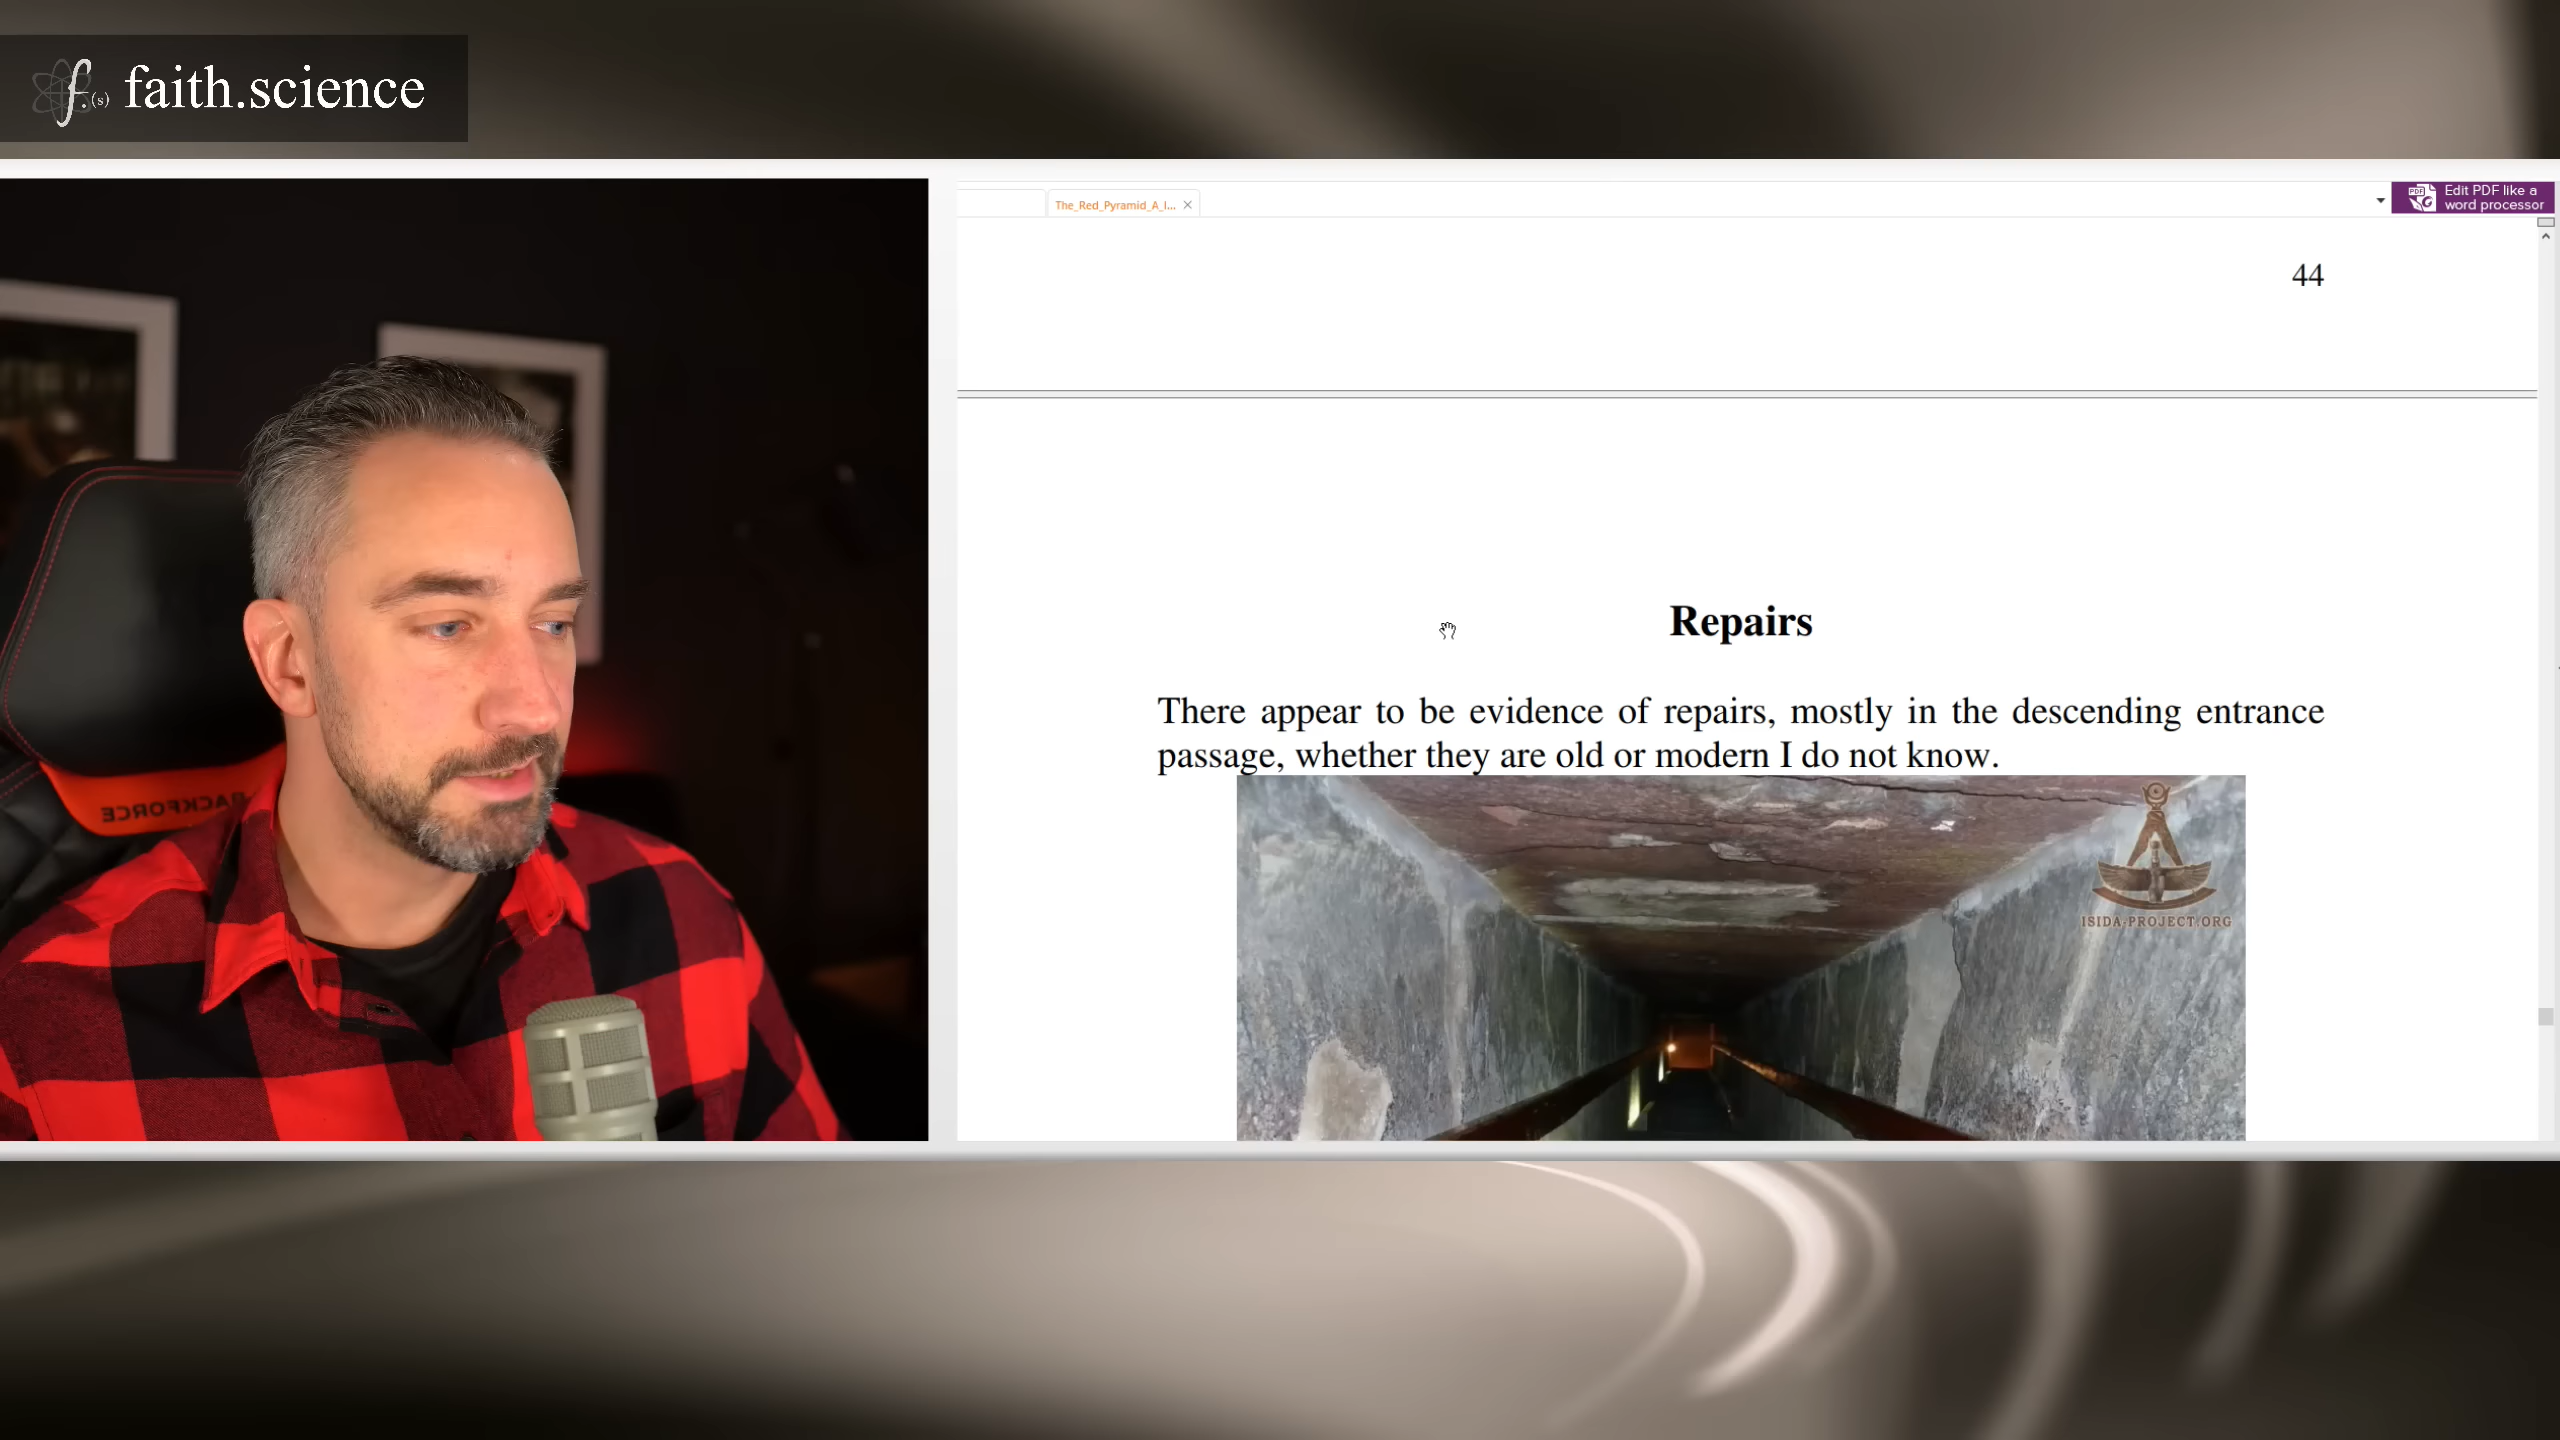 f.(s) faith.science
The_Red_Pyramid_A_I...
Edit PDF like a
word processor
44
Repairs
There appear to be evidence of repairs, mostly in the descending entrance
passage, whether they are old or modern I do not know.
ISIDA-PROJECT.ORG
BACKFORCE